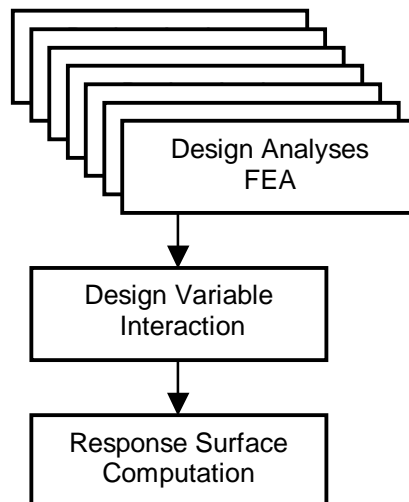 Design Analyses
FEA
Design Variable
Interaction
Response Surface
Computation